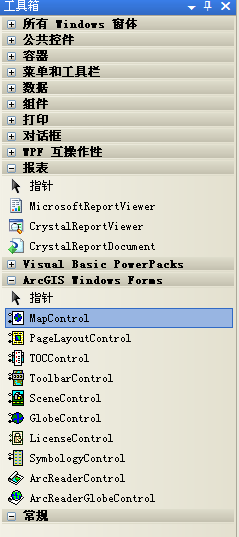 工具箱
所有 Windows 窗体
公共控件
容器
菜单和工具栏
数据
组件
打印
对话框
WPF 互操作性
报表
指针
MicrosoftReportViewer
CrystalReportViewer
CrystalReportDocument
Visual Basic PowerPacks
ArcGIS Windows Forms
指针
MapControl
PageLayoutControl
TOCControl
ToolbarControl
SceneControl
GlobeControl
LicenseControl
SymbologyControl
ArcReaderControl
ArcReaderGlobeControl
常规